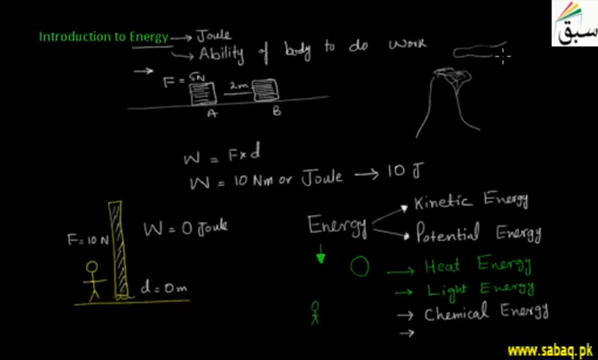 Introduction to Energy → Joule
سبق
→ Ability of body to do work
→ F = 5N
2m
A B
W = F×d
W = 10 Nm or Joule → 10 J
F = 10 N
W = 0 Joule
d = 0 m
Energy
Kinetic Energy
Potential Energy
→ Heat Energy
→ Light Energy
→ Chemical Energy
→
www.sabaq.pk